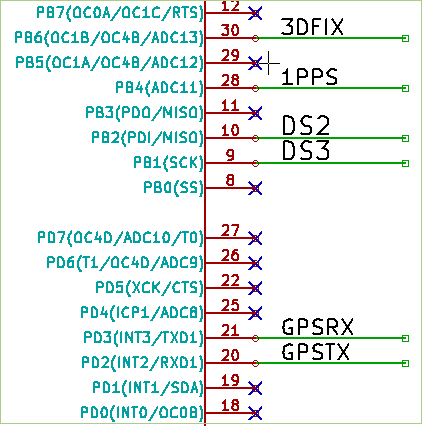 PB7(OC0A/OC1C/RTS) 12
PB6(OC1B/OC4B/ADC13) 30 3DFIX
PB5(OC1A/OC4B/ADC12) 29
PB4(ADC11) 28 1PPS
PB3(PDO/MISO) 11
PB2(PDI/MISO) 10 DS2
PB1(SCK) 9 DS3
PB0(SS) 8
PD7(OC4D/ADC10/T0) 27
PD6(T1/OC4D/ADC9) 26
PD5(XCK/CTS) 22
PD4(ICP1/ADC8) 25
PD3(INT3/TXD1) 21 GPSRX
PD2(INT2/RXD1) 20 GPSTX
PD1(INT1/SDA) 19
PD0(INT0/OC0B) 18